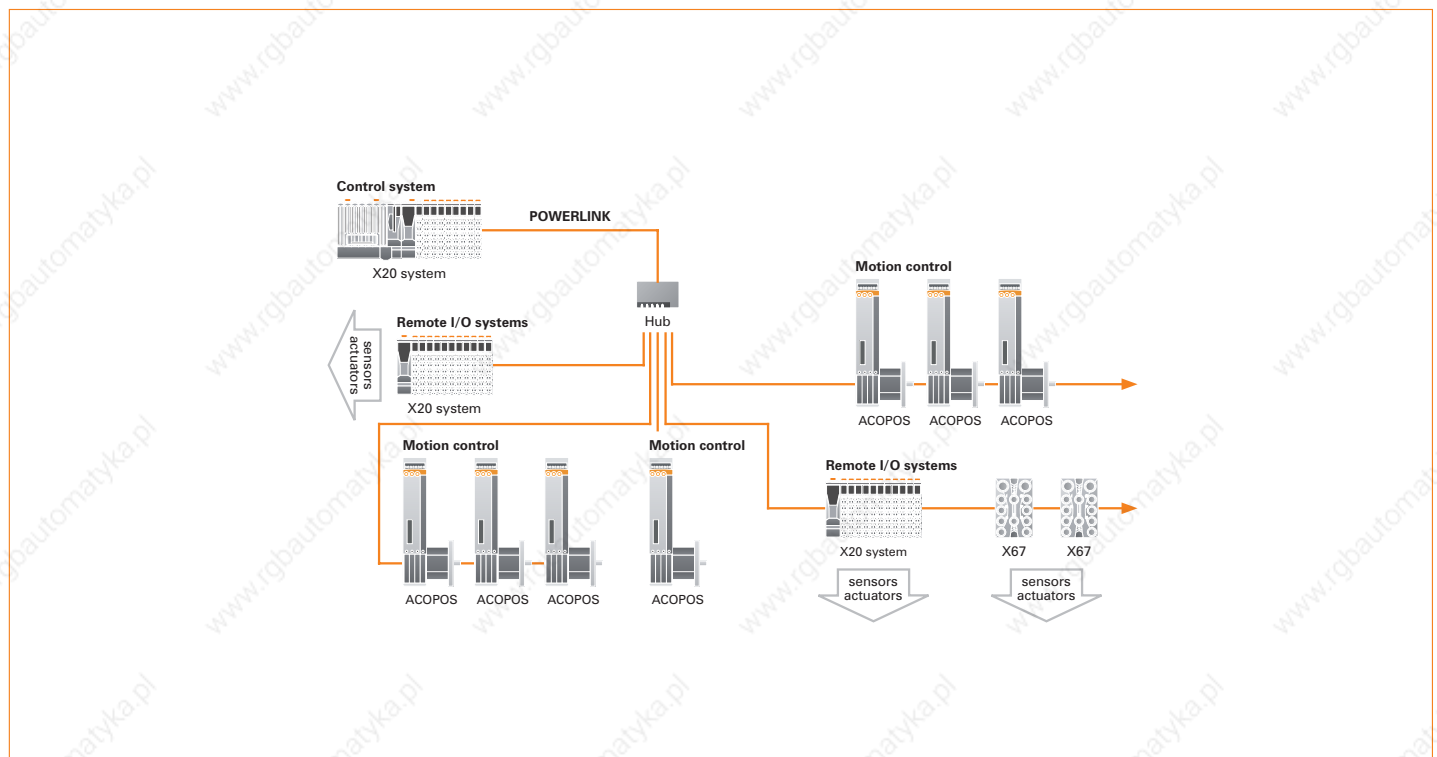 Control system
POWERLINK
X20 system
Hub
Motion control
ACOPOS
ACOPOS
ACOPOS
Remote I/O systems
sensors
actuators
X20 system
Motion control
ACOPOS
ACOPOS
ACOPOS
Motion control
ACOPOS
Remote I/O systems
X20 system
X67
X67
sensors
actuators
sensors
actuators
www.rgbautomatyka.pl